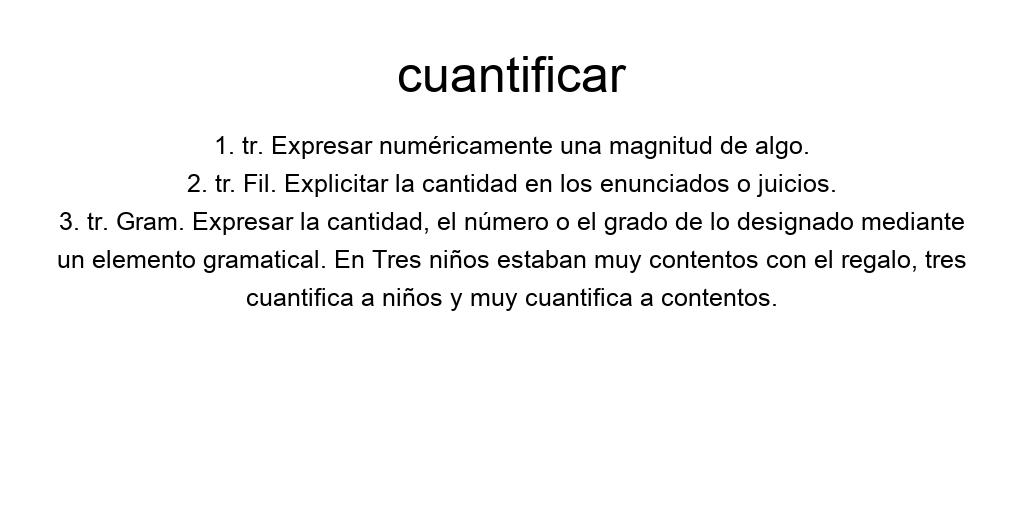 cuantificar
1. tr. Expresar numéricamente una magnitud de algo.
2. tr. Fil. Explicitar la cantidad en los enunciados o juicios.
3. tr. Gram. Expresar la cantidad, el número o el grado de lo designado mediante
un elemento gramatical. En Tres niños estaban muy contentos con el regalo, tres
cuantifica a niños y muy cuantifica a contentos.